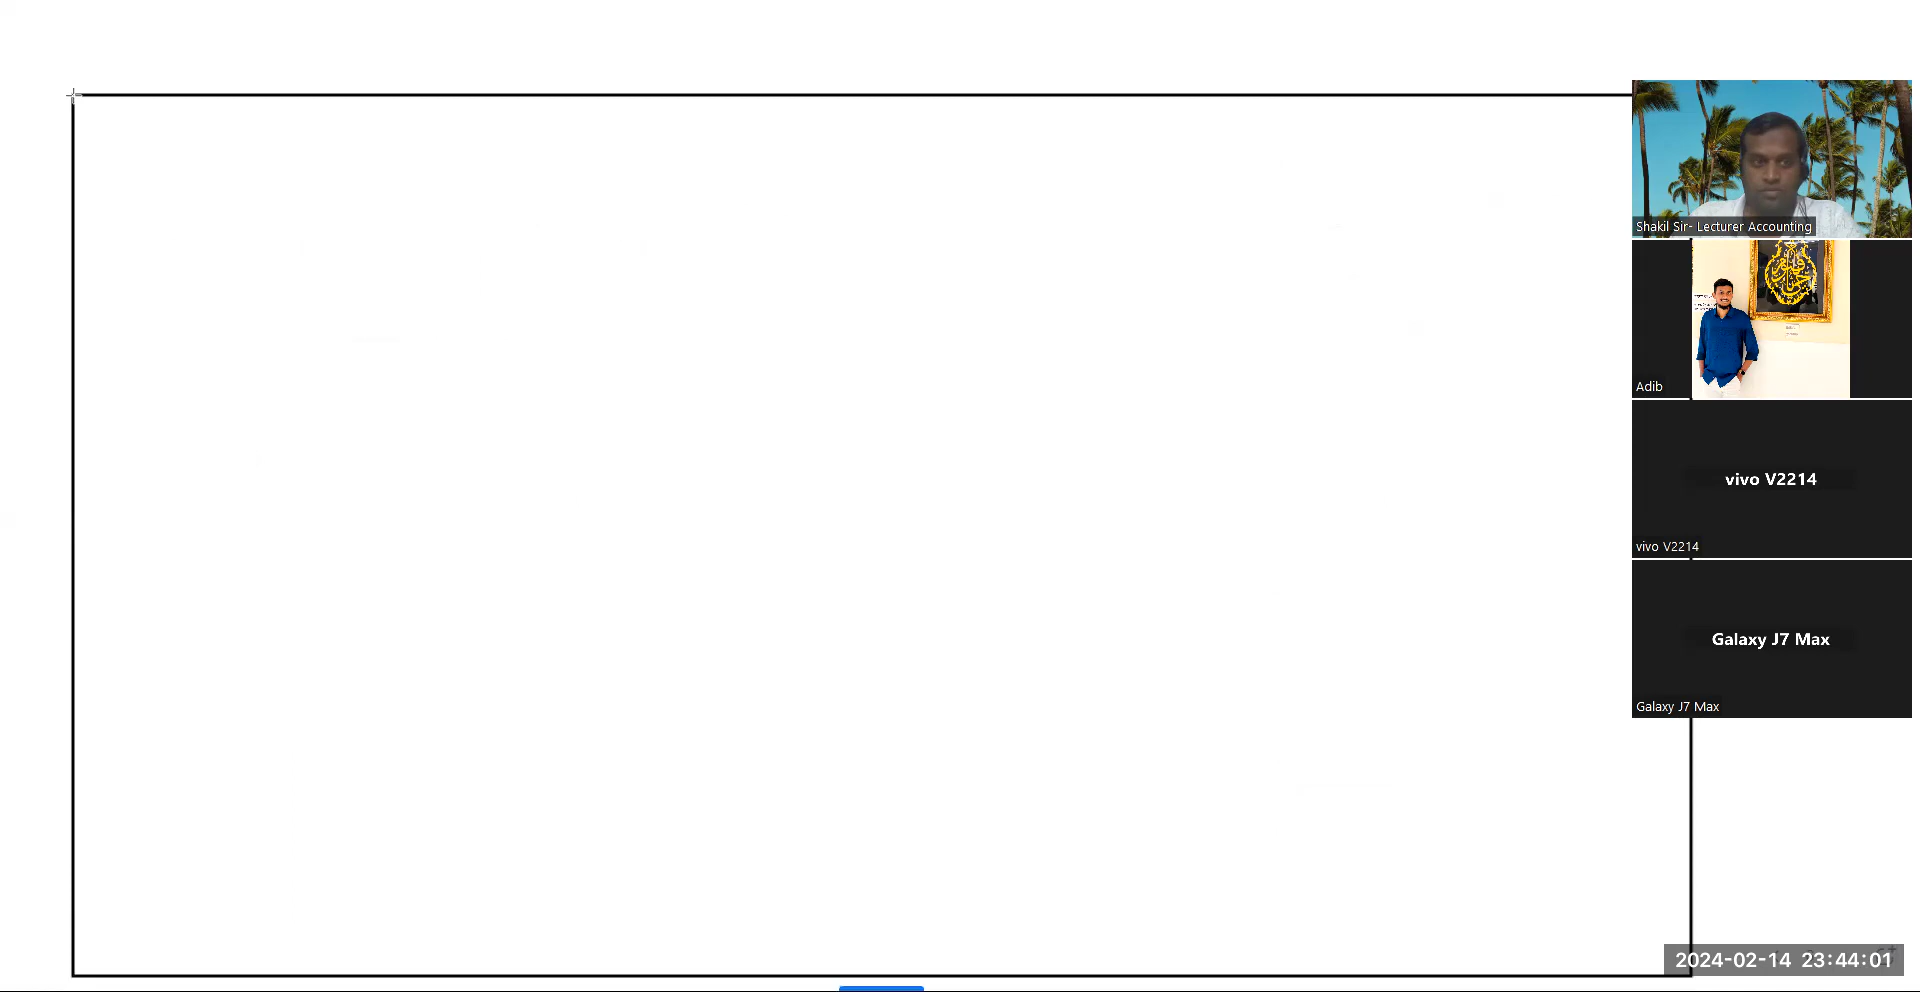 Shakil Sir- Lecturer Accounting
Adib
vivo V2214
vivo V2214
Galaxy J7 Max
Galaxy J7 Max
2024-02-14 23:44:01